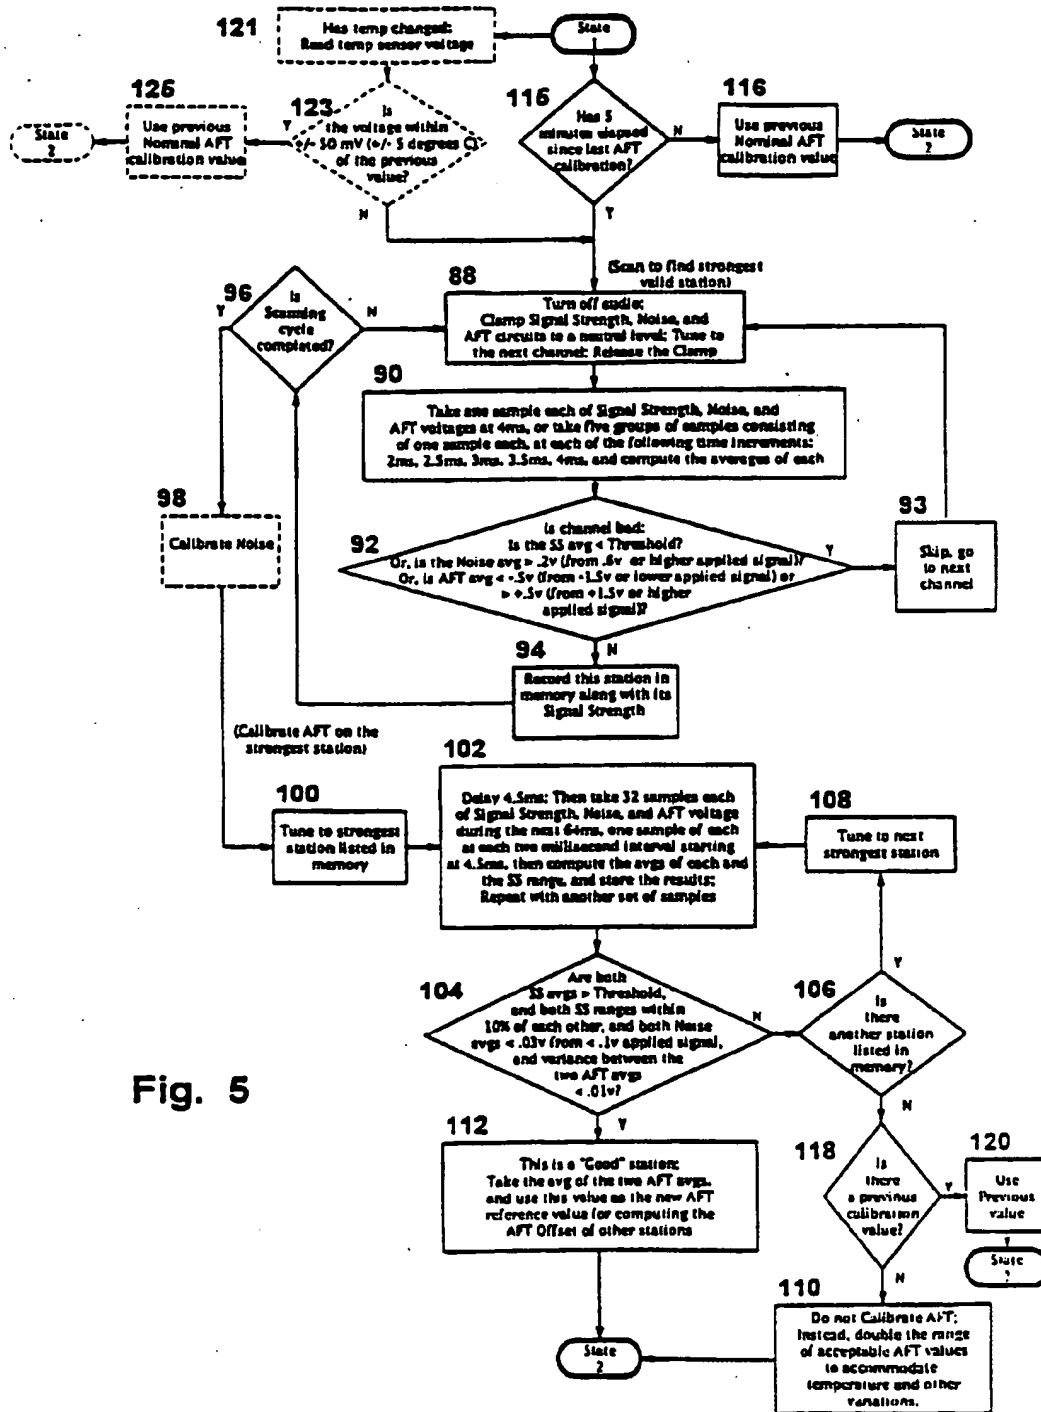 121
Has temp changed:
Read temp sensor voltage
State
125
Use previous
Nominal AFT
calibration value
State
2
123
Is
the voltage within
+/- 50 mV (+/- 5 degrees C)
of the previous
value?
Y
N
115
Has 5
minutes elapsed
since last AFT
calibration?
N
Y
116
Use previous
Nominal AFT
calibration value
State
2
(Scan to find strongest
valid station)
96
Is
Scanning
cycle
completed?
Y
N
88
Turn off audio:
Clamp Signal Strength, Noise, and
AFT circuits to a neutral level; Tune to
the next channel; Release the Clamp
90
Take one sample each of Signal Strength, Noise, and
AFT voltages at 4ms, or take five groups of samples consisting
of one sample each, at each of the following time increments:
2ms, 2.5ms, 3ms, 3.5ms, 4ms, and compute the averages of each
98
Calibrate Noise
92
Is channel bad:
Is the SS avg < Threshold?
Or, is the Noise avg > .2v (from .6v or higher applied signal)?
Or, is AFT avg < -.5v (from -1.5v or lower applied signal) or
> +.5v (from +1.5v or higher
applied signal)?
Y
N
93
Skip, go
to next
channel
94
Record this station in
memory along with its
Signal Strength
(Calibrate AFT on the
strongest station)
100
Tune to strongest
station listed in
memory
102
Delay 4.5ms; Then take 32 samples each
of Signal Strength, Noise, and AFT voltage
during the next 64ms, one sample of each
at each two millisecond interval starting
at 4.5ms, then compute the avgs of each and
the SS range, and store the results;
Repeat with another set of samples
108
Tune to next
strongest station
104
Are both
SS avgs > Threshold,
and both SS ranges within
10% of each other, and both Noise
avgs < .03v from < .1v applied signal,
and variance between the
two AFT avgs
< .01v?
N
Y
106
Is
there
another station
listed in
memory?
Y
N
Fig. 5
112
This is a "Good" station;
Take the avg of the two AFT avgs,
and use this value as the new AFT
reference value for computing the
AFT Offset of other stations
118
Is
there
a previous
calibration
value?
Y
N
120
Use
Previous
value
State
110
Do not Calibrate AFT;
Instead, double the range
of acceptable AFT values
to accommodate
temperature and other
variations.
State
2